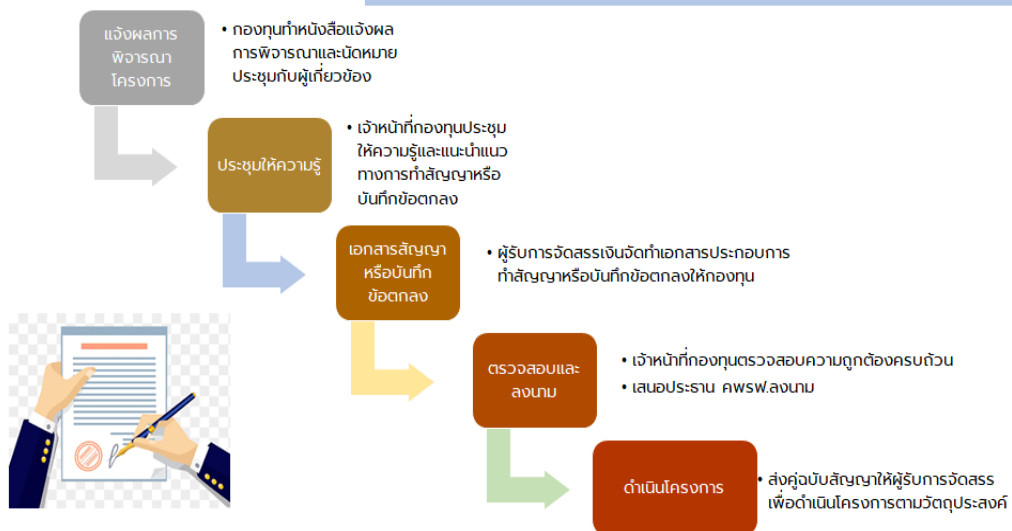 แจ้งผลการ
พิจารณา
โครงการ
• กองทุนทำหนังสือแจ้งผล
การพิจารณาและนัดหมาย
ประชุมกับผู้เกี่ยวข้อง
ประชุมให้ความรู้
• เจ้าหน้าที่กองทุนประชุม
ให้ความรู้และแนะนำแนว
ทางการทำสัญญาหรือ
บันทึกข้อตกลง
เอกสารสัญญา
หรือบันทึก
ข้อตกลง
• ผู้รับการจัดสรรเงินจัดทำเอกสารประกอบการ
ทำสัญญาหรือบันทึกข้อตกลงให้กองทุน
ตรวจสอบและ
ลงนาม
• เจ้าหน้าที่กองทุนตรวจสอบความถูกต้องครบถ้วน
• เสนอประธาน คพรฟ.ลงนาม
ดำเนินโครงการ
• ส่งคู่ฉบับสัญญาให้ผู้รับการจัดสรร
เพื่อดำเนินโครงการตามวัตถุประสงค์